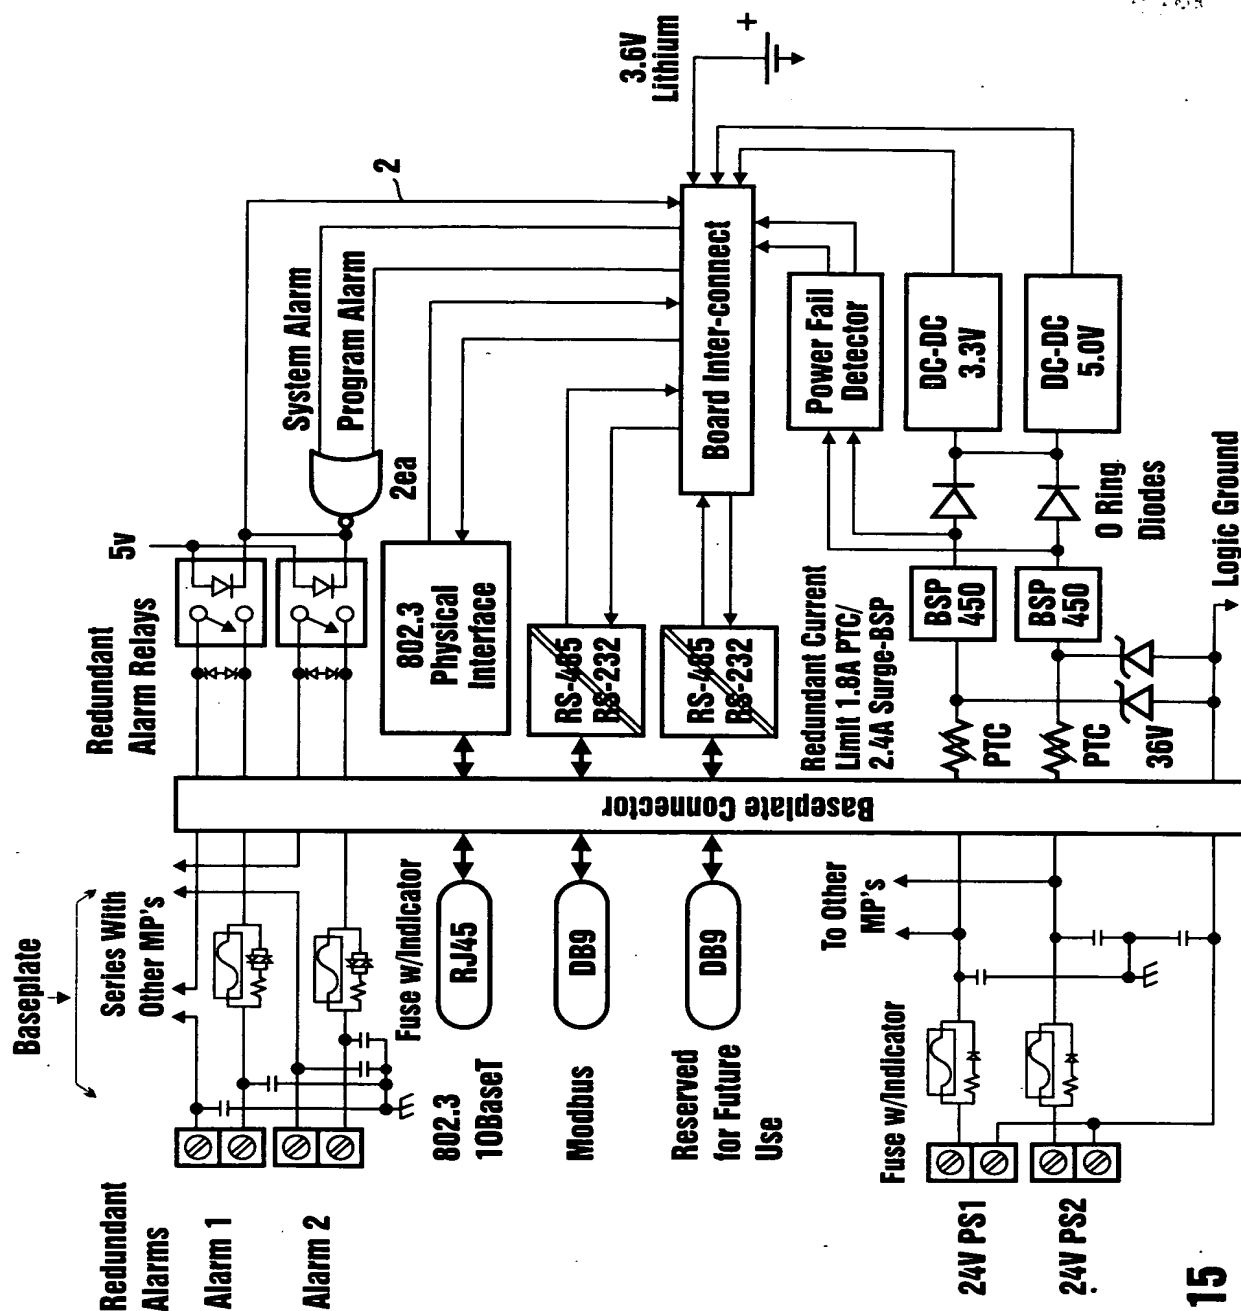 Baseplate
Redundant
Alarms
Alarm 1
Alarm 2
Series With
Other MP's
Redundant
Alarm Relays
5v
System Alarm
Program Alarm
2ea
2
3.6V
Lithium
+
Fuse w/Indicator
802.3
10BaseT
RJ45
802.3
Physical
Interface
Modbus
DB9
RS-485
RS-232
Reserved
for Future
Use
DB9
RS-485
RS-232
Baseplate Connector
Board Inter-connect
To Other
MP's
Redundant Current
Limit 1.8A PTC/
2.4A Surge-BSP
Power Fail
Detector
Fuse w/Indicator
24V PS1
PTC
BSP
450
DC-DC
3.3V
24V PS2
PTC
BSP
450
DC-DC
5.0V
36V
O Ring
Diodes
Logic Ground
15